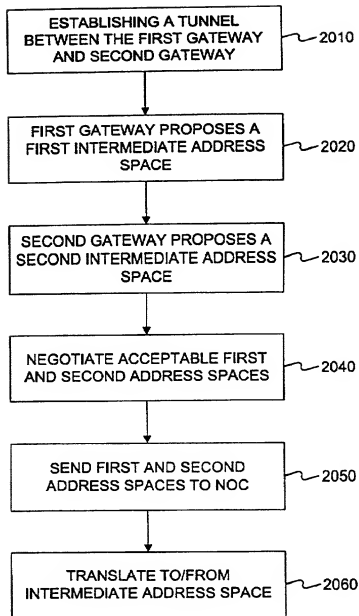 ESTABLISHING A TUNNEL
BETWEEN THE FIRST GATEWAY
AND SECOND GATEWAY
2010
FIRST GATEWAY PROPOSES A
FIRST INTERMEDIATE ADDRESS
SPACE
2020
SECOND GATEWAY PROPOSES A
SECOND INTERMEDIATE ADDRESS
SPACE
2030
NEGOTIATE ACCEPTABLE FIRST
AND SECOND ADDRESS SPACES
2040
SEND FIRST AND SECOND
ADDRESS SPACES TO NOC
2050
TRANSLATE TO/FROM
INTERMEDIATE ADDRESS SPACE
2060